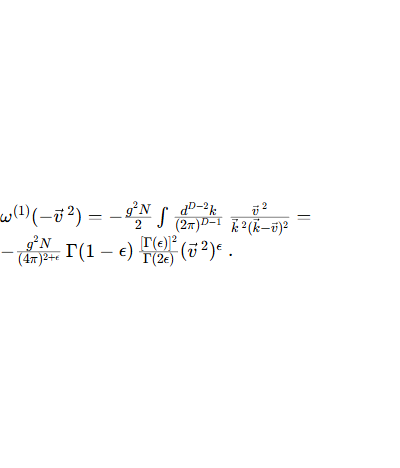 ω^{(1)}(−\vec{v}^{ 2}) = −\frac{g^2 N}{2} ∫ \frac{d^{D−2}k}{(2π)^{D−1}} \frac{\vec{v}^{ 2}}{\vec{k}^{ 2}(\vec{k}−\vec{v})^2} =
−\frac{g^2 N}{(4π)^{2+ϵ}} Γ(1 − ϵ) \frac{[Γ(ϵ)]^2}{Γ(2ϵ)} (\vec{v}^{ 2})^ϵ .